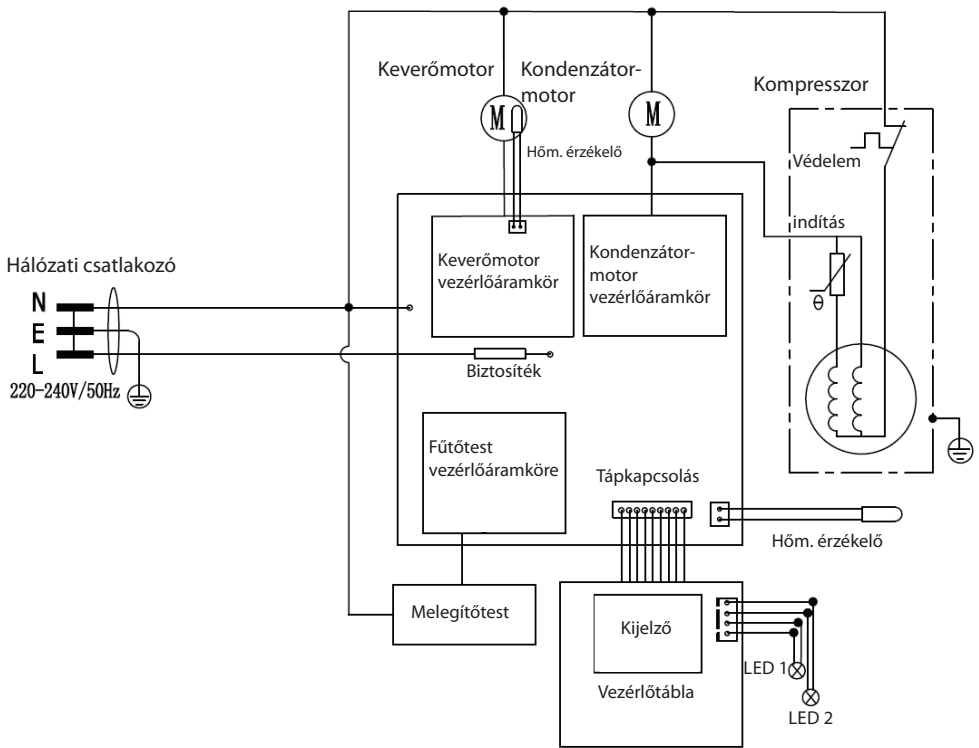 Keverőmotor
Kondenzátor-
motor
Kompresszor
M
M
Hőm. érzékelő
Védelem
indítás
θ
Hálózati csatlakozó
N
E
L
220-240V/50Hz
Keverőmotor
vezérlőáramkör
Kondenzátor-
motor
vezérlőáramkör
Biztosíték
Fűtőtest
vezérlőáramköre
Tápkapcsolás
Hőm. érzékelő
Melegítőtest
Kijelző
Vezérlőtábla
LED 1
LED 2